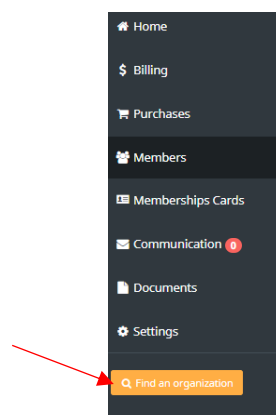 Home
$ Billing
Purchases
Members
Memberships Cards
Communication 0
Documents
Settings
Find an organization